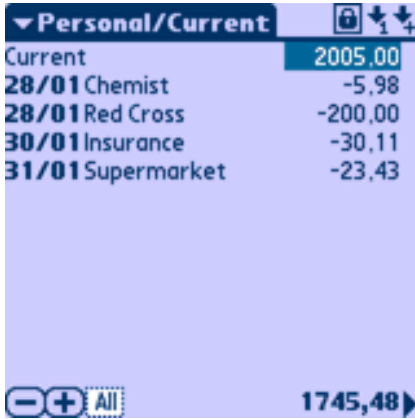 Personal/Current
Current 2005,00
28/01 Chemist -5,98
28/01 Red Cross -200,00
30/01 Insurance -30,11
31/01 Supermarket -23,43
All 1745,48